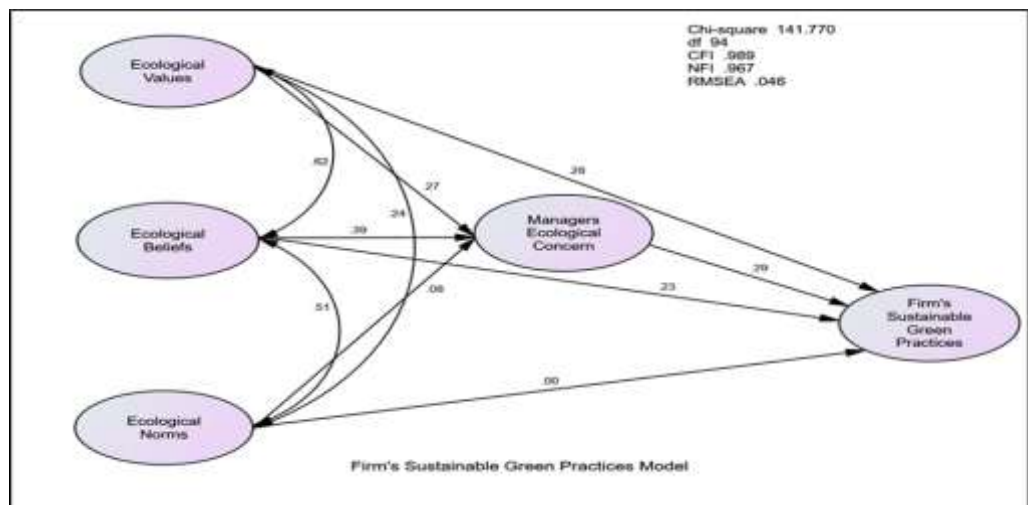 Chi-square 141.770
df 94
CFI .989
NFI .967
RMSEA .046
Ecological
Values
.62
.27
.24
.26
Ecological
Beliefs
.39
Managers
Ecological
Concern
.29
.23
.06
.51
Firm's
Sustainable
Green
Practices
.00
Ecological
Norms
Firm's Sustainable Green Practices Model